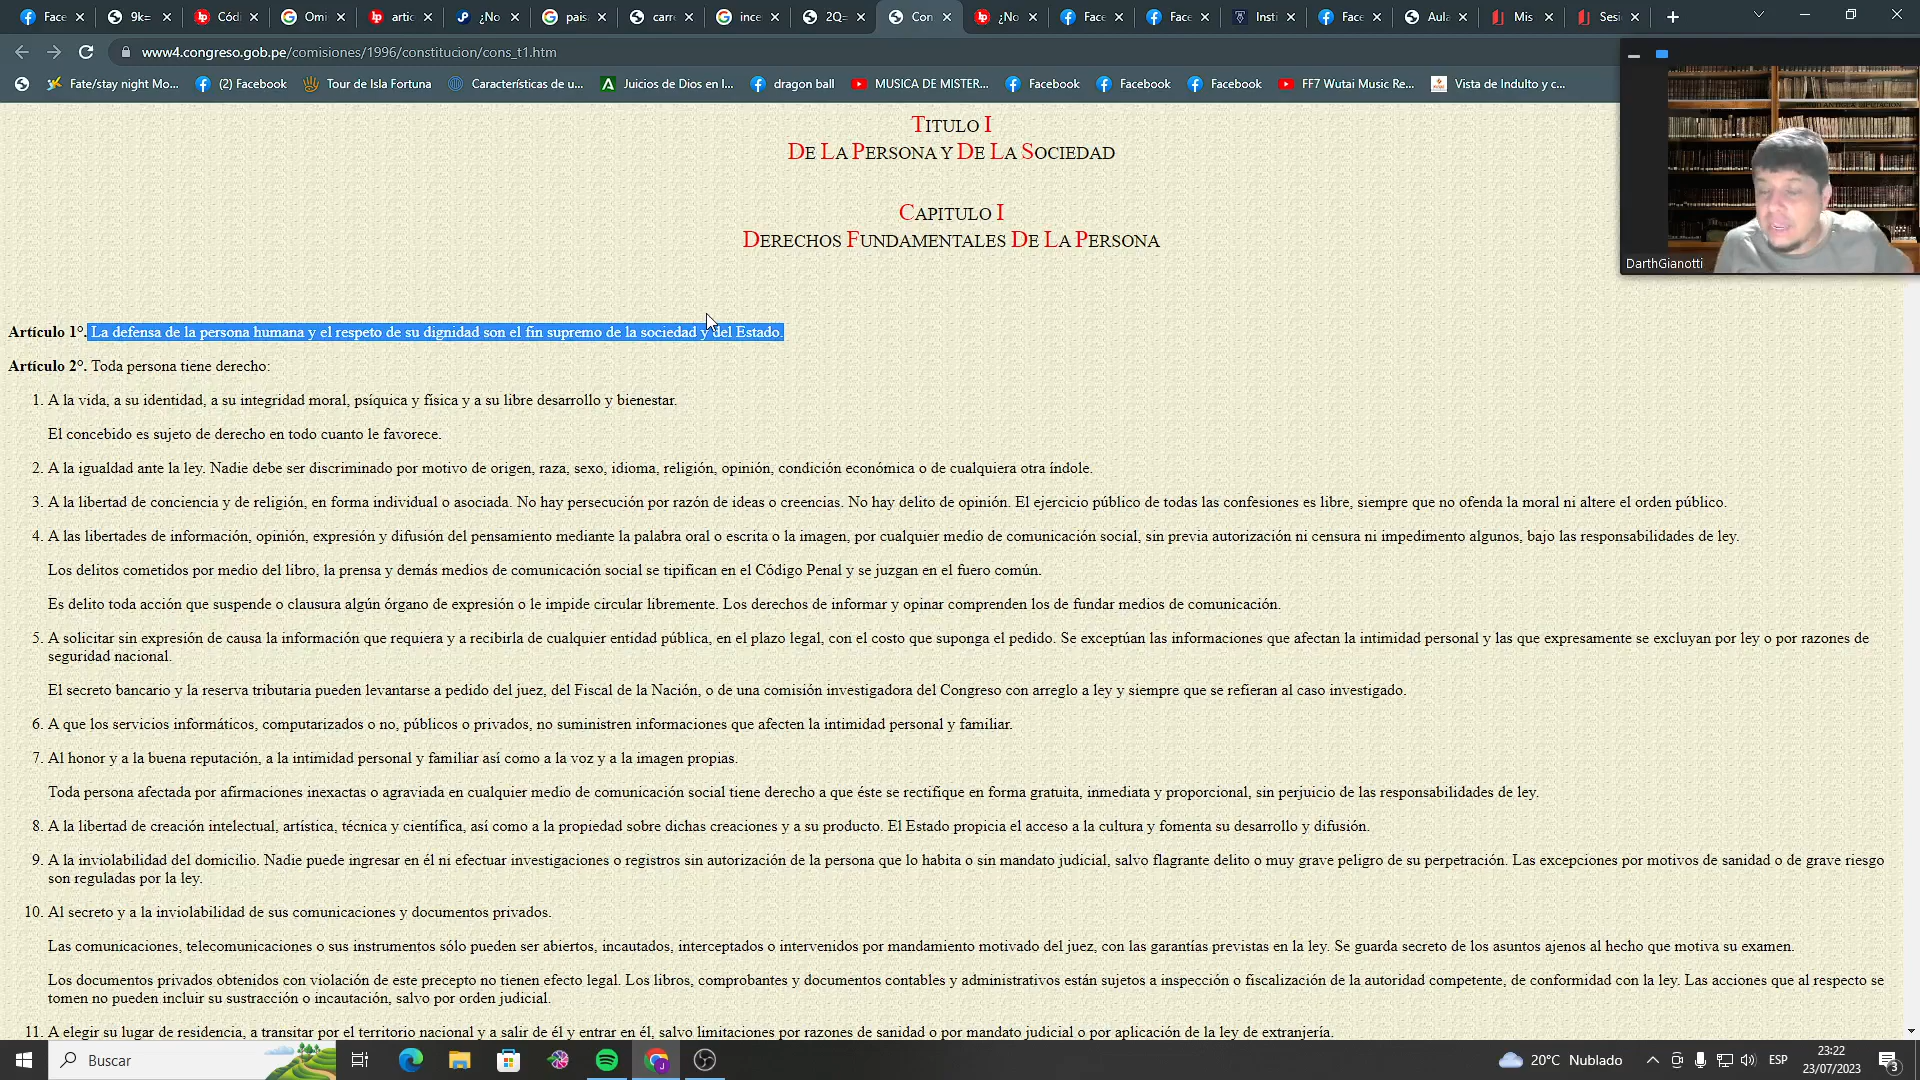 Face
9k=
Códi
Omi
artic
¿No
pais
carr
ince
2Q=
Con
¿No
Face
Face
Insti
Face
Aula
Mis
Sesi
www4.congreso.gob.pe/comisiones/1996/constitucion/cons_t1.htm
Fate/stay night Mo...
(2) Facebook
Tour de Isla Fortuna
Características de u...
Juicios de Dios en l...
dragon ball
MUSICA DE MISTER...
Facebook
Facebook
Facebook
FF7 Wutai Music Re...
Vista de Indulto y c...
TITULO I
DE LA PERSONA Y DE LA SOCIEDAD
CAPITULO I
DERECHOS FUNDAMENTALES DE LA PERSONA
DarthGianotti
Artículo 1°. La defensa de la persona humana y el respeto de su dignidad son el fin supremo de la sociedad y del Estado.
Artículo 2°. Toda persona tiene derecho:
1. A la vida, a su identidad, a su integridad moral, psíquica y física y a su libre desarrollo y bienestar.
El concebido es sujeto de derecho en todo cuanto le favorece.
2. A la igualdad ante la ley. Nadie debe ser discriminado por motivo de origen, raza, sexo, idioma, religión, opinión, condición económica o de cualquiera otra índole.
3. A la libertad de conciencia y de religión, en forma individual o asociada. No hay persecución por razón de ideas o creencias. No hay delito de opinión. El ejercicio público de todas las confesiones es libre, siempre que no ofenda la moral ni altere el orden público.
4. A las libertades de información, opinión, expresión y difusión del pensamiento mediante la palabra oral o escrita o la imagen, por cualquier medio de comunicación social, sin previa autorización ni censura ni impedimento algunos, bajo las responsabilidades de ley.
Los delitos cometidos por medio del libro, la prensa y demás medios de comunicación social se tipifican en el Código Penal y se juzgan en el fuero común.
Es delito toda acción que suspende o clausura algún órgano de expresión o le impide circular libremente. Los derechos de informar y opinar comprenden los de fundar medios de comunicación.
5. A solicitar sin expresión de causa la información que requiera y a recibirla de cualquier entidad pública, en el plazo legal, con el costo que suponga el pedido. Se exceptúan las informaciones que afectan la intimidad personal y las que expresamente se excluyan por ley o por razones de
seguridad nacional.
El secreto bancario y la reserva tributaria pueden levantarse a pedido del juez, del Fiscal de la Nación, o de una comisión investigadora del Congreso con arreglo a ley y siempre que se refieran al caso investigado.
6. A que los servicios informáticos, computarizados o no, públicos o privados, no suministren informaciones que afecten la intimidad personal y familiar.
7. Al honor y a la buena reputación, a la intimidad personal y familiar así como a la voz y a la imagen propias.
Toda persona afectada por afirmaciones inexactas o agraviada en cualquier medio de comunicación social tiene derecho a que éste se rectifique en forma gratuita, inmediata y proporcional, sin perjuicio de las responsabilidades de ley.
8. A la libertad de creación intelectual, artística, técnica y científica, así como a la propiedad sobre dichas creaciones y a su producto. El Estado propicia el acceso a la cultura y fomenta su desarrollo y difusión.
9. A la inviolabilidad del domicilio. Nadie puede ingresar en él ni efectuar investigaciones o registros sin autorización de la persona que lo habita o sin mandato judicial, salvo flagrante delito o muy grave peligro de su perpetración. Las excepciones por motivos de sanidad o de grave riesgo
son reguladas por la ley.
10. Al secreto y a la inviolabilidad de sus comunicaciones y documentos privados.
Las comunicaciones, telecomunicaciones o sus instrumentos sólo pueden ser abiertos, incautados, interceptados o intervenidos por mandamiento motivado del juez, con las garantías previstas en la ley. Se guarda secreto de los asuntos ajenos al hecho que motiva su examen.
Los documentos privados obtenidos con violación de este precepto no tienen efecto legal. Los libros, comprobantes y documentos contables y administrativos están sujetos a inspección o fiscalización de la autoridad competente, de conformidad con la ley. Las acciones que al respecto se
tomen no pueden incluir su sustracción o incautación, salvo por orden judicial.
11. A elegir su lugar de residencia, a transitar por el territorio nacional y a salir de él y entrar en él, salvo limitaciones por razones de sanidad o por mandato judicial o por aplicación de la ley de extranjería.
Buscar
20°C Nublado
ESP
23:22
23/07/2023
3